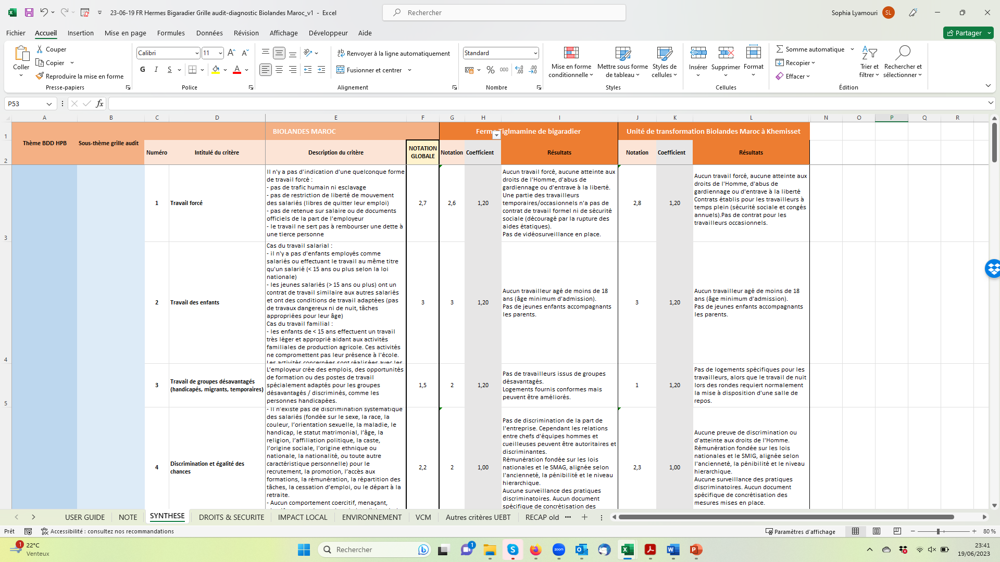 23-06-19 FR Hermes Bigaradier Grille audit-diagnostic Biolandes Maroc_v1 - Excel
Rechercher
Sophia Lyamouri
SL
Fichier
Accueil
Insertion
Mise en page
Formules
Données
Révision
Affichage
Développeur
Aide
Partager
Coller
Couper
Copier
Reproduire la mise en forme
Presse-papiers
Calibri
11
G I S
Police
Renvoyer à la ligne automatiquement
Fusionner et centrer
Alignement
Standard
% 000
Nombre
Mise en forme
conditionnelle
Mettre sous forme
de tableau
Styles de
cellules
Styles
Insérer
Supprimer
Format
Cellules
Somme automatique
Recopier
Effacer
Trier et
filtrer
Rechercher et
sélectionner
Édition
P53
fx
A B C D E F G H I J K L N O P Q R
1
2
Thème BDD HPB
Sous-thème grille audit
BIOLANDES MAROC
Ferme Tiglmamine de bigaradier
Unité de transformation Biolandes Maroc à Khemisset
Numéro
Intitulé du critère
Description du critère
NOTATION
GLOBALE
Notation
Coefficient
Résultats
Notation
Coefficient
Résultats
3
1
Travail forcé
Il n'y a pas d'indication d'une quelconque forme
de travail forcé :
- pas de trafic humain ni esclavage
- pas de restriction de liberté de mouvement
des salariés (libres de quitter leur emploi)
- pas de retenue sur salaire ou de documents
officiels de la part de l'employeur
- le travail ne sert pas à rembourser une dette à
une tierce personne
2,7
2,6
1,20
Aucun travail forcé, aucune atteinte aux
droits de l'Homme, d'abus de
gardiennage ou d'entrave à la liberté.
Une partie des travailleurs
temporaires/occasionnels n'a pas de
contrat de travail formel ni de sécurité
sociale (découragé par la rupture des
aides étatiques).
Pas de vidéosurveillance en place.
2,8
1,20
Aucun travail forcé, aucune atteinte aux
droits de l'Homme, d'abus de
gardiennage ou d'entrave à la liberté
Contrats établis pour les travailleurs à
temps plein (sécurité sociale et congés
annuels).Pas de contrat pour les
travailleurs occasionnels.
4
2
Travail des enfants
Cas du travail salarial :
- il n'y a pas d'enfants employés comme
salariés ou effectuant le travail au même titre
qu'un salarié (< 15 ans ou plus selon la loi
nationale)
- les jeunes salariés (> 15 ans ou plus) ont un
contrat de travail similaire aux autres salariés
et ont des conditions de travail adaptées (pas
de travaux dangereux ni de nuit, tâches
appropriées pour leur âge)
Cas du travail familial :
- les enfants de < 15 ans effectuent un travail
très léger et approprié aidant aux activités
familiales de production agricole. Ces activités
ne compromettent pas leur présence à l'école.
Les activités concernées sont réalisées avec les
3
3
1,20
Aucun travailleur agé de moins de 18
ans (âge minimum d'admission).
Pas de jeunes enfants accompagnants
les parents.
3
1,20
Aucun travailleur agé de moins de 18
ans (âge minimum d'admission).
Pas de jeunes enfants accompagnants
les parents.
5
3
Travail de groupes désavantagés
(handicapés, migrants, temporaires)
L'employeur crée des emplois, des opportunités
de formation ou des postes de travail
spécialement adaptés pour les groupes
désavantagés / discriminés, comme les
personnes handicapées.
1,5
2
1,20
Pas de travailleurs issus de groupes
désavantagés.
Logements fournis conformes mais
peuvent être améliorés.
1
1,20
Pas de logements spécifiques pour les
travailleurs, alors que le travail de nuit
lors des rondes requiert normalement
la mise à disposition d'une salle de
repos.
4
Discrimination et égalité des
chances
- Il n'existe pas de discrimination systématique
des salariés (fondée sur le sexe, la race, la
couleur, l'orientation sexuelle, la maladie, le
handicap, le statut matrimonial, l'âge, la
religion, l'affiliation politique, la caste,
l'origine sociale, l'origine ethnique ou
nationale, la nationalité, ou toute autre
caractéristique personnelle) pour le
recrutement, la promotion, l'accès aux
formations, la rémunération, la répartition des
tâches, la cessation d'emploi, ou le départ à la
retraite.
- Aucun comportement coercitif, menaçant,
2,2
2
1,00
Pas de discrimination de la part de
l'entreprise. Cependant les relations
entre chefs d'équipes hommes et
cueilleuses peuvent être autoritaires et
discriminantes.
Rémunération fondée sur les lois
nationales et le SMAG, alignée selon
l'ancienneté, la pénibilité et le niveau
hierarchique.
Aucune surveillance des pratiques
discriminatoires. Aucun document
spécifique de concrétisation des
2,3
1,00
Aucune preuve de discrimination ou
d'atteinte aux droits de l'Homme.
Rémunération fondée sur les lois
nationales et le SMIG, alignée selon
l'ancienneté, la pénibilité et le niveau
hierarchique.
Aucune surveillance des pratiques
discriminatoires. Aucun document
spécifique de concrétisation des
mesures mises en place.
USER GUIDE
NOTE
SYNTHESE
DROITS & SECURITE
IMPACT LOCAL
ENVIRONNEMENT
VCM
Autres critères UEBT
RECAP old
Prêt
Accessibilité : consultez nos recommandations
Paramètres d'affichage
80 %
1
22°C
Venteux
Rechercher
1
zoom
23:41
19/06/2023